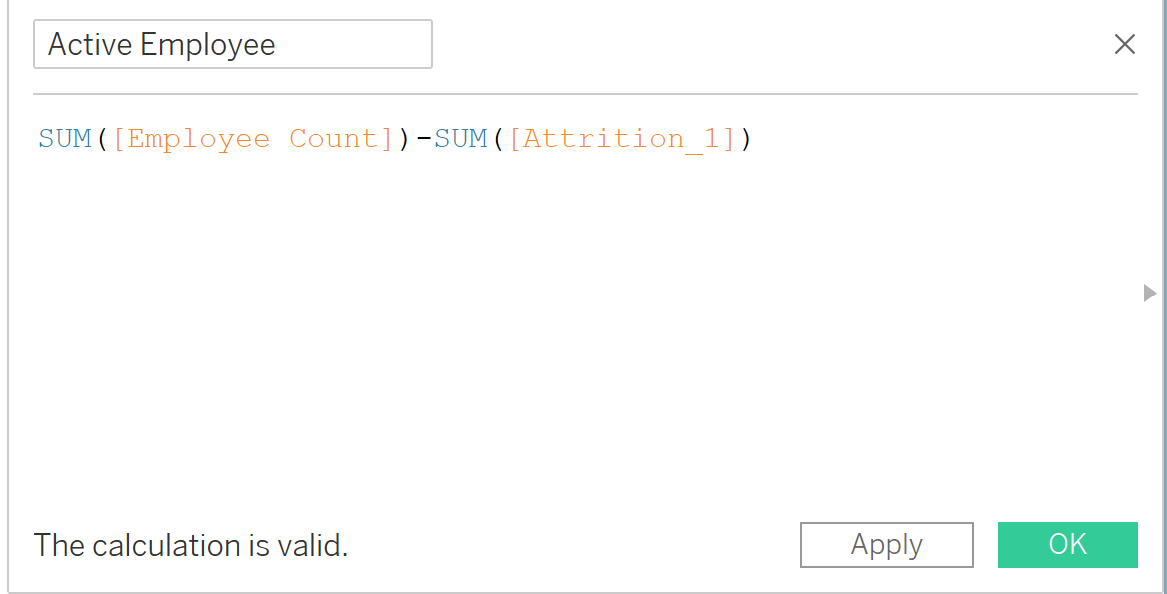 Active Employee
SUM([Employee Count])-SUM([Attrition_1])
The calculation is valid.
Apply
OK